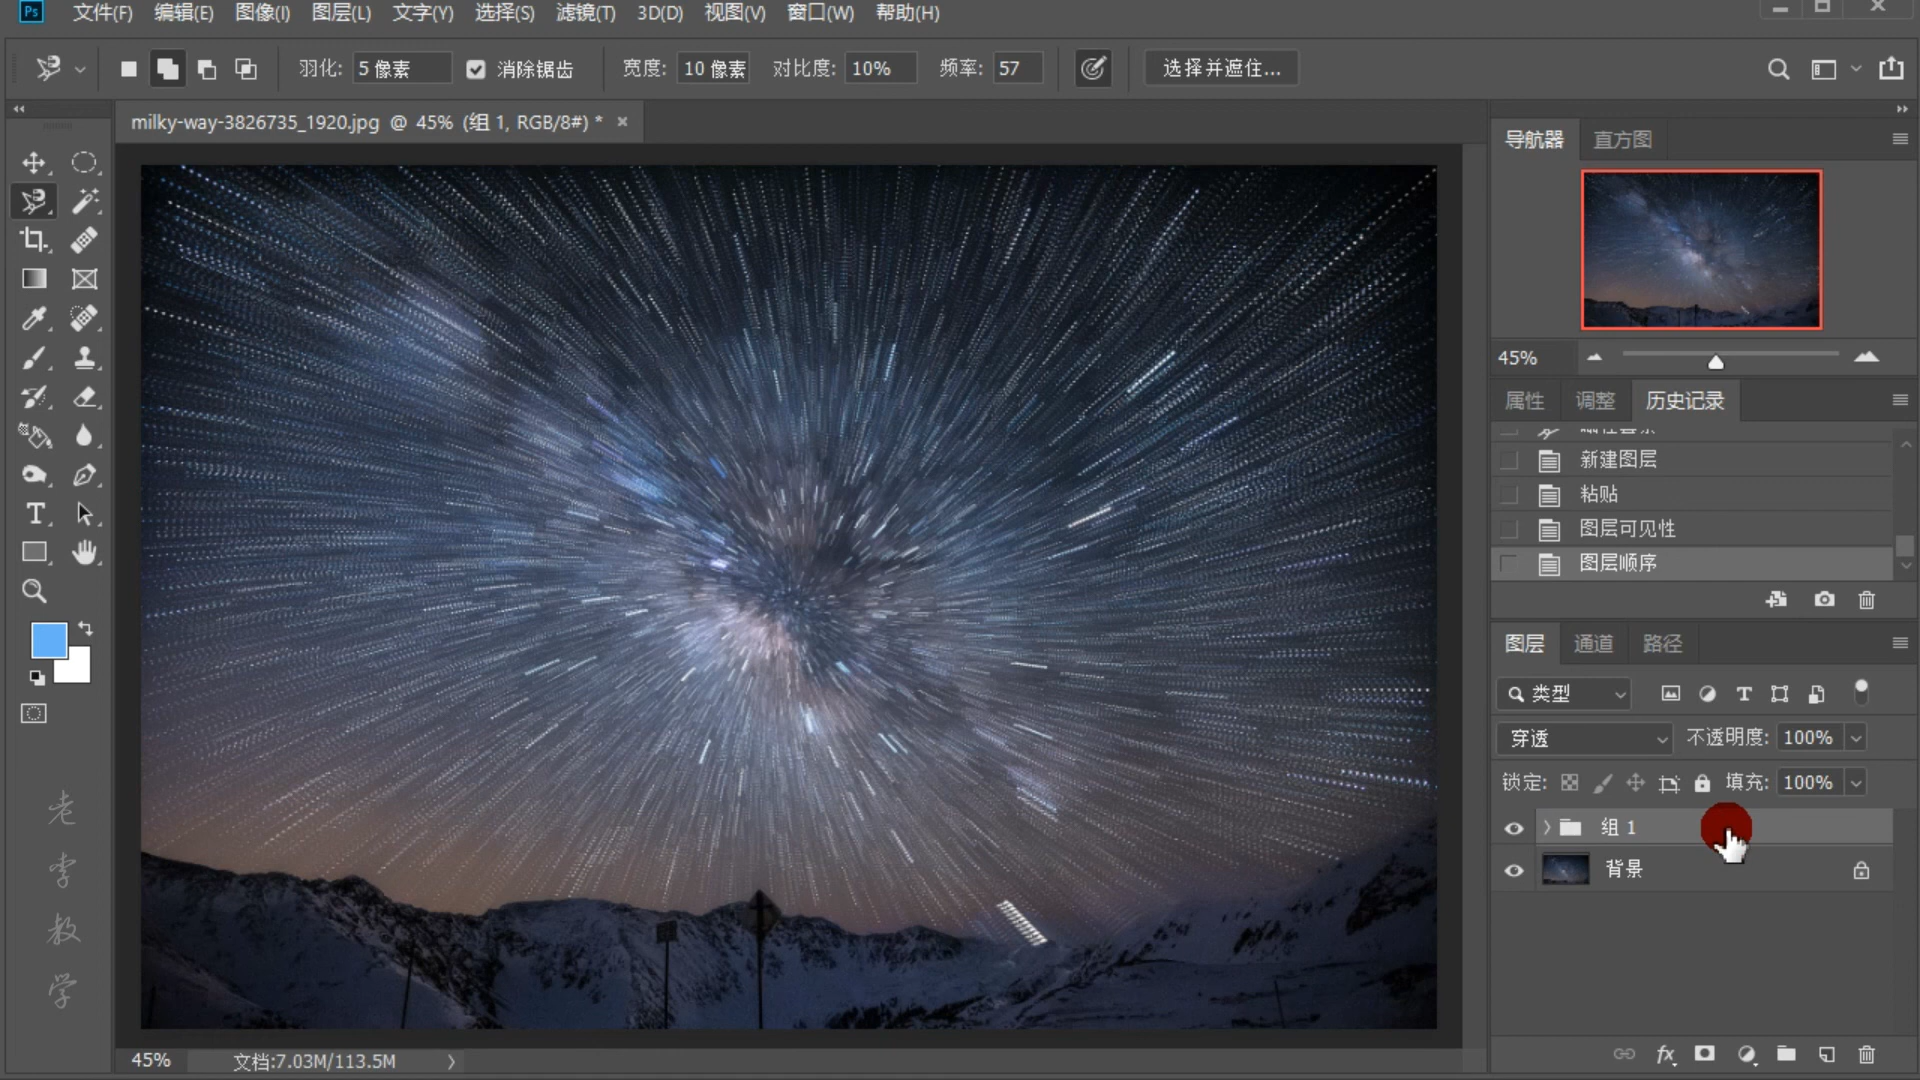 Ps 文件(F) 编辑(E) 图像(I) 图层(L) 文字(Y) 选择(S) 滤镜(T) 3D(D) 视图(V) 窗口(W) 帮助(H)
羽化: 5 像素 消除锯齿 宽度: 10 像素 对比度: 10% 频率: 57 选择并遮住...
milky-way-3826735_1920.jpg @ 45% (组 1, RGB/8#) * ×
导航器 直方图
45%
属性 调整 历史记录
新建图层
粘贴
图层可见性
图层顺序
图层 通道 路径
类型
穿透 不透明度: 100%
锁定: 填充: 100%
组 1
背景
fx
老
李
教
学
45% 文档:7.03M/113.5M